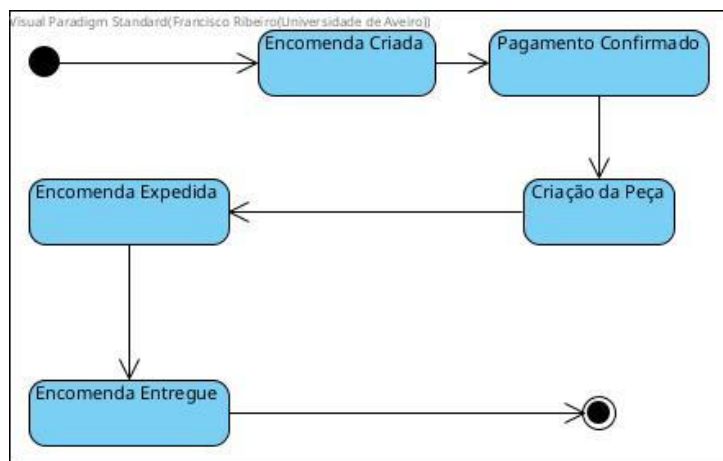 Visual Paradigm Standard(Francisco Ribeiro(Universidade de Aveiro))
Encomenda Criada
Pagamento Confirmado
Encomenda Expedida
Criação da Peça
Encomenda Entregue